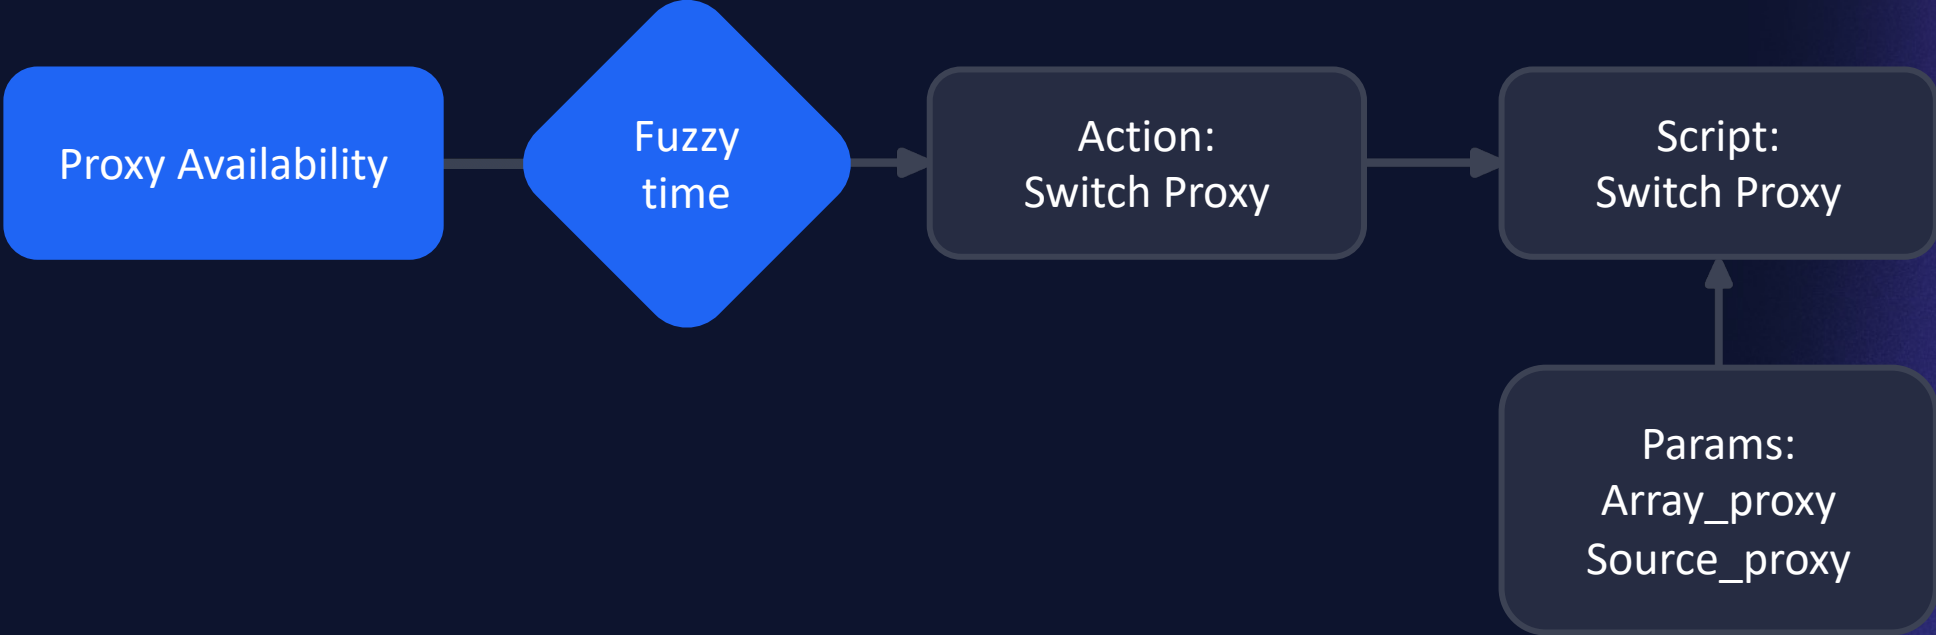 Proxy Availability
Fuzzy
time
Action:
Switch Proxy
Script:
Switch Proxy
Params:
Array_proxy
Source_proxy